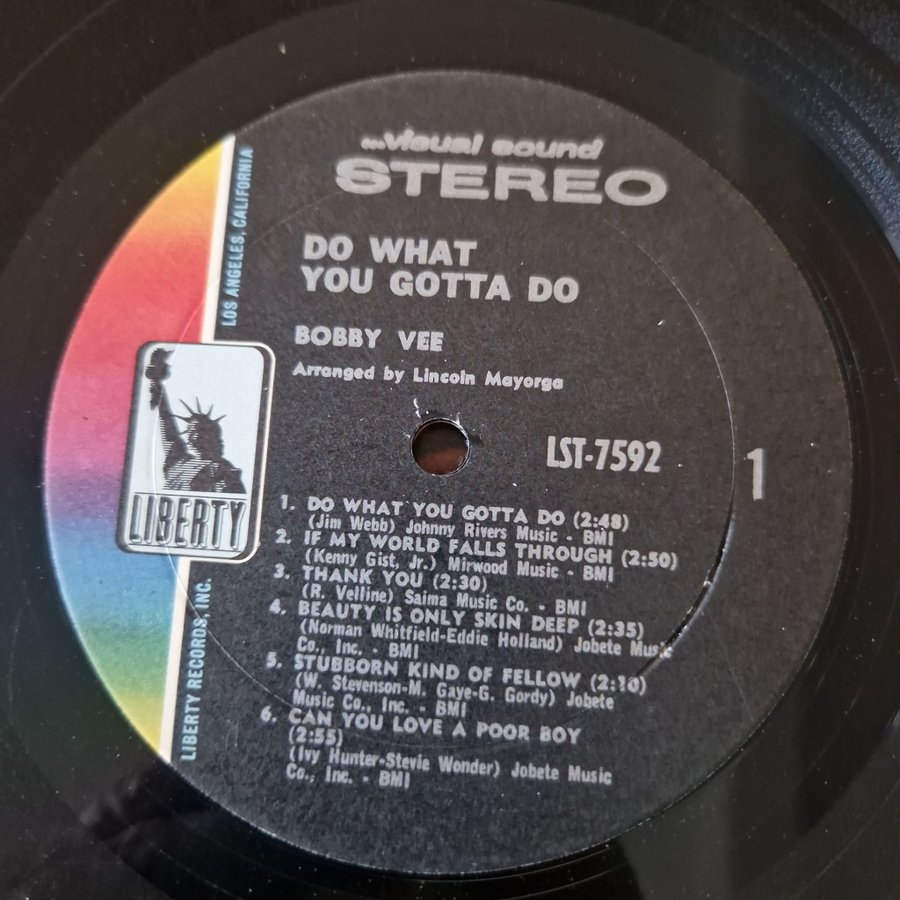 ...visual sound
STEREO
DO WHAT
YOU GOTTA DO
BOBBY VEE
Arranged by Lincoln Mayorga
LST-7592
1
1. DO WHAT YOU GOTTA DO (2:48)
(Jim Webb) Johnny Rivers Music - BMI
2. IF MY WORLD FALLS THROUGH (2:50)
(Kenny Gist, Jr.) Mirwood Music - BMI
3. THANK YOU (2:30)
(R. Velline) Saima Music Co. - BMI
4. BEAUTY IS ONLY SKIN DEEP (2:35)
(Norman Whitfield-Eddie Holland) Jobete Music
Co., Inc. - BMI
5. STUBBORN KIND OF FELLOW (2:10)
(W. Stevenson-M. Gaye-G. Gordy) Jobete
Music Co., Inc. - BMI
6. CAN YOU LOVE A POOR BOY
(2:55)
(Ivy Hunter-Stevie Wonder) Jobete Music
Co., Inc. - BMI
LIBERTY
LIBERTY RECORDS, INC.
LOS ANGELES, CALIFORNIA